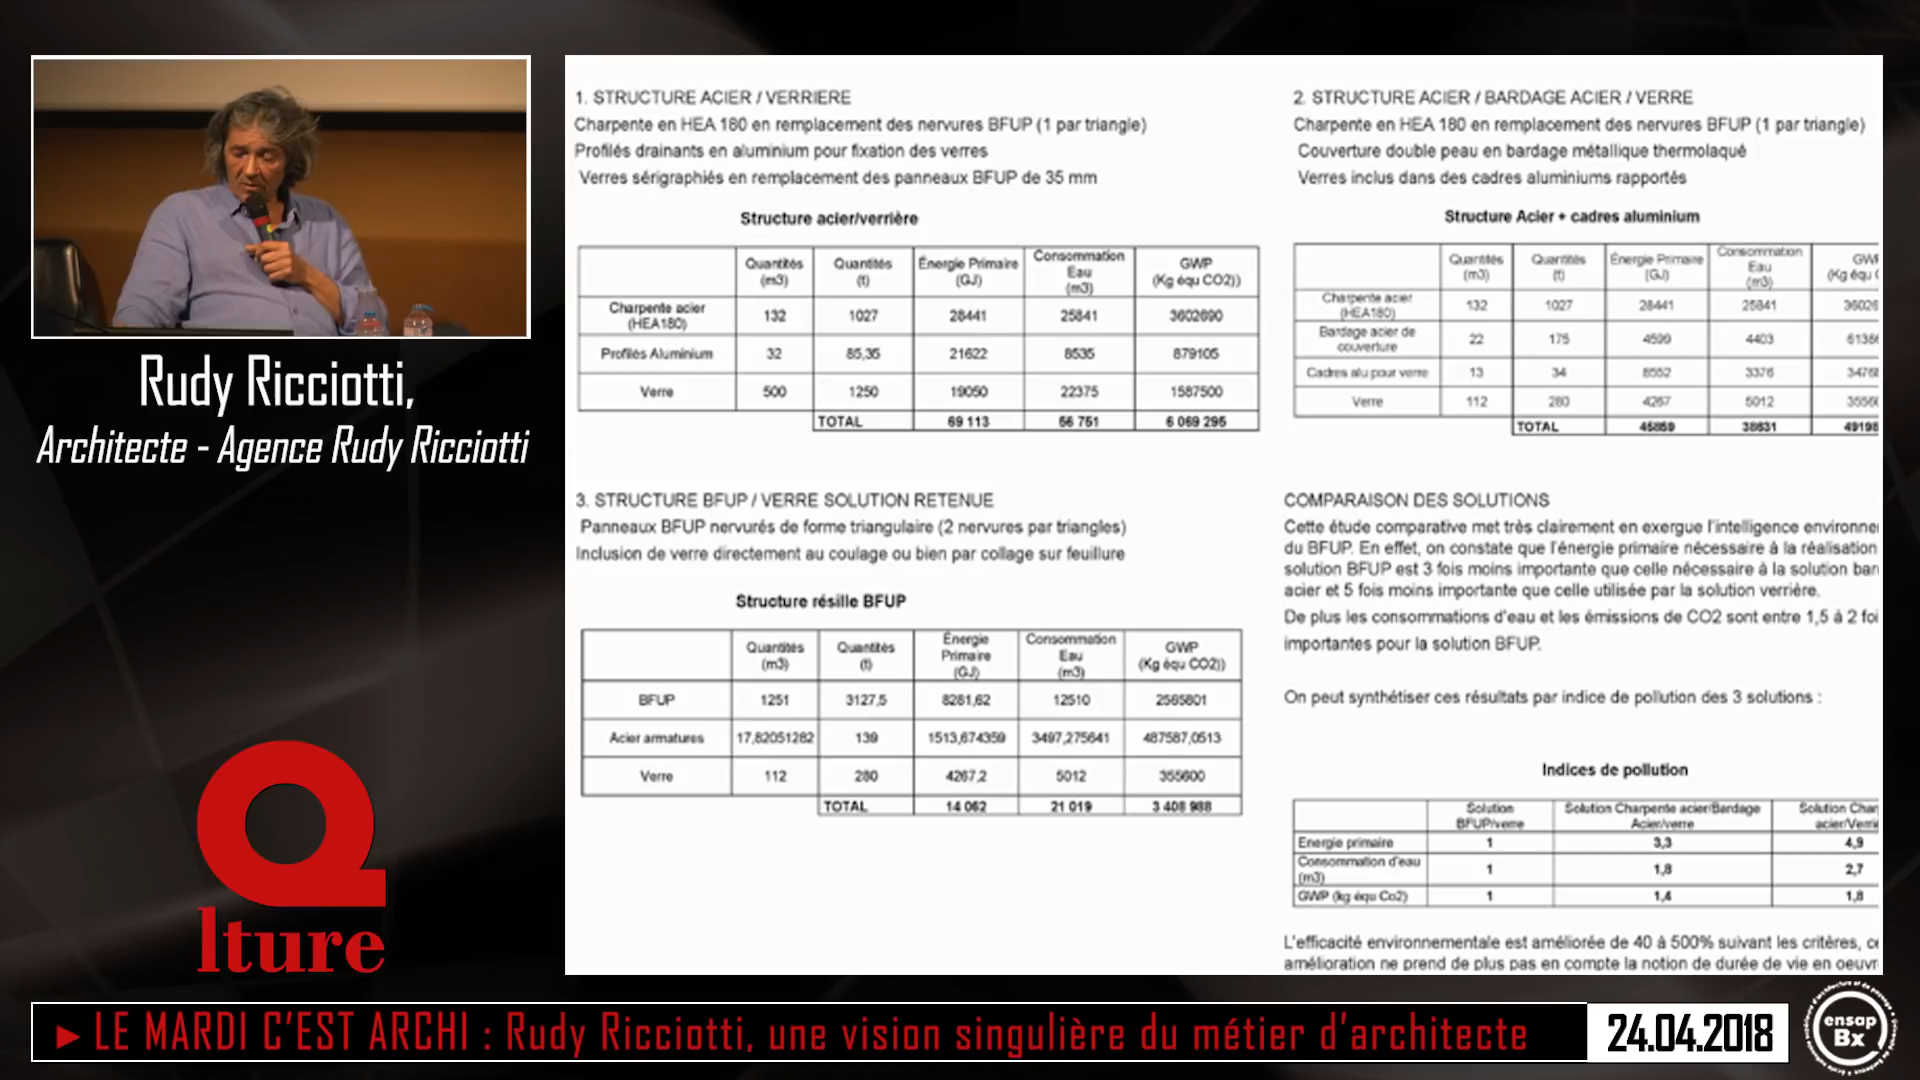 Rudy Ricciotti,
Architecte - Agence Rudy Ricciotti
Qlture
1. STRUCTURE ACIER / VERRIERE
Charpente en HEA 180 en remplacement des nervures BFUP (1 par triangle)
Profilés drainants en aluminium pour fixation des verres
Verres sérigraphiés en remplacement des panneaux BFUP de 35 mm
Structure acier/verrière
Quantités (m3) Quantités (t) Énergie Primaire (GJ) Consommation Eau (m3) GWP (Kg équ CO2))
Charpente acier (HEA180) 132 1027 28441 25841 3602690
Profilés Aluminium 32 85,35 21622 8535 879105
Verre 500 1250 19050 22375 1587500
TOTAL 69 113 56 751 6 069 295
2. STRUCTURE ACIER / BARDAGE ACIER / VERRE
Charpente en HEA 180 en remplacement des nervures BFUP (1 par triangle)
Couverture double peau en bardage métallique thermolaqué
Verres inclus dans des cadres aluminiums rapportés
Structure Acier + cadres aluminium
Quantités (m3) Quantités (t) Énergie Primaire (GJ) Consommation Eau (m3) GWP (Kg équ
Charpente acier (HEA180) 132 1027 28441 25841
Bardage acier de couverture 22 175 4599 4403
Cadres alu pour verre 13 34 8552 3376
Verre 112 280 4267 5012
TOTAL 45859 38631
3. STRUCTURE BFUP / VERRE SOLUTION RETENUE
Panneaux BFUP nervurés de forme triangulaire (2 nervures par triangles)
Inclusion de verre directement au coulage ou bien par collage sur feuillure
Structure résille BFUP
Quantités (m3) Quantités (t) Énergie Primaire (GJ) Consommation Eau (m3) GWP (Kg équ CO2))
BFUP 1251 3127,5 8281,62 12510 2565801
Acier armatures 17,82051282 139 1513,674359 3497,275641 487587,0513
Verre 112 280 4267,2 5012 355600
TOTAL 14 062 21 019 3 408 988
COMPARAISON DES SOLUTIONS
Cette étude comparative met très clairement en exergue l'intelligence environne
du BFUP. En effet, on constate que l'énergie primaire nécessaire à la réalisation
solution BFUP est 3 fois moins importante que celle nécessaire à la solution bar
acier et 5 fois moins importante que celle utilisée par la solution verrière.
De plus les consommations d'eau et les émissions de CO2 sont entre 1,5 à 2 foi
importantes pour la solution BFUP.
On peut synthétiser ces résultats par indice de pollution des 3 solutions :
Indices de pollution
Solution BFUP/verre Solution Charpente acier/Bardage Acier/verre Solution Char acier/Verri
Energie primaire 1 3,3 4,9
Consommation d'eau (m3) 1 1,8 2,7
GWP (kg équ Co2) 1 1,4 1,8
L'efficacité environnementale est améliorée de 40 à 500% suivant les critères, ce
amélioration ne prend de plus pas en compte la notion de durée de vie en oeuvr
► LE MARDI C'EST ARCHI : Rudy Ricciotti, une vision singulière du métier d'architecte
24.04.2018
ensap
Bx